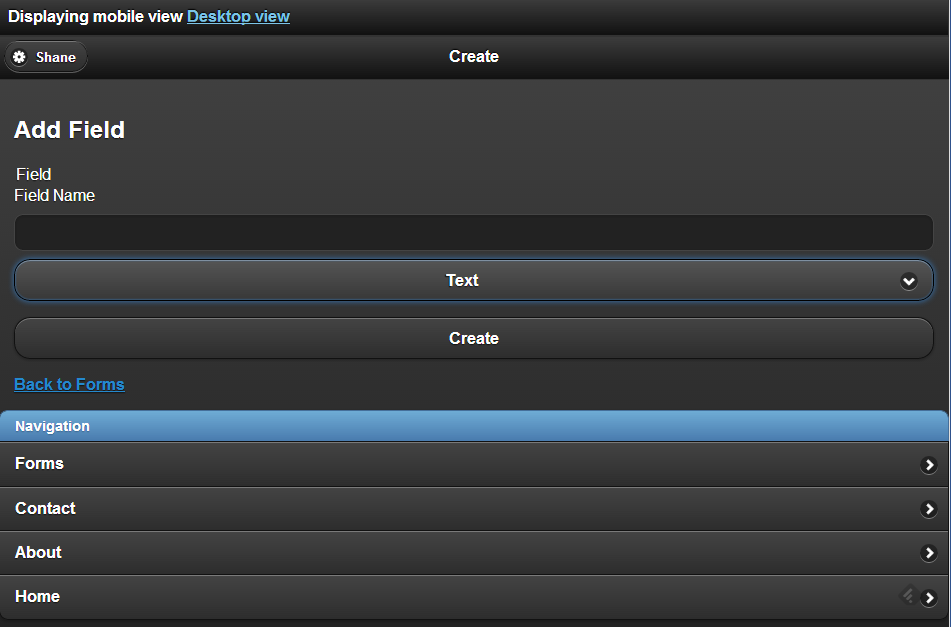 Displaying mobile view Desktop view
Shane
Create
Add Field
Field
Field Name
Text
Create
Back to Forms
Navigation
Forms
Contact
About
Home